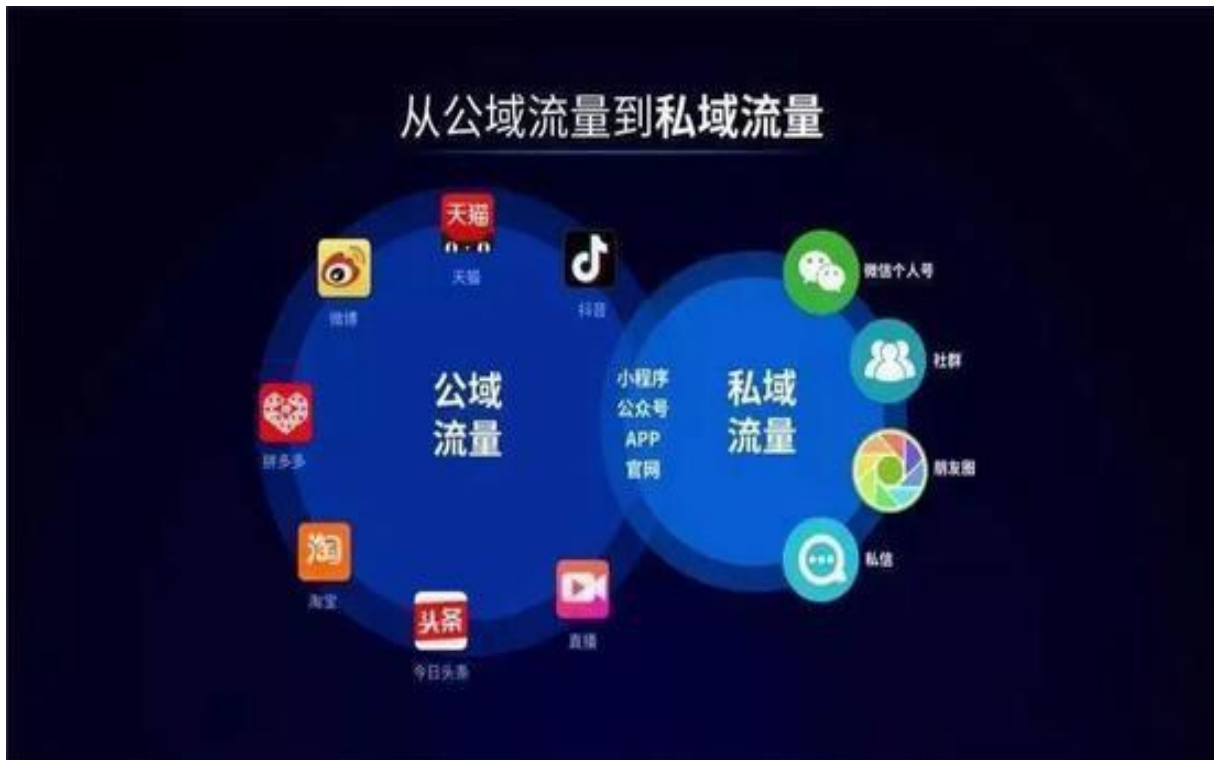 从公域流量到私域流量
天猫
天猫
微博
抖音
拼多多
淘
淘宝
头条
今日头条
直播
公域
流量
小程序
公众号
APP
官网
私域
流量
微信个人号
社群
朋友圈
私信